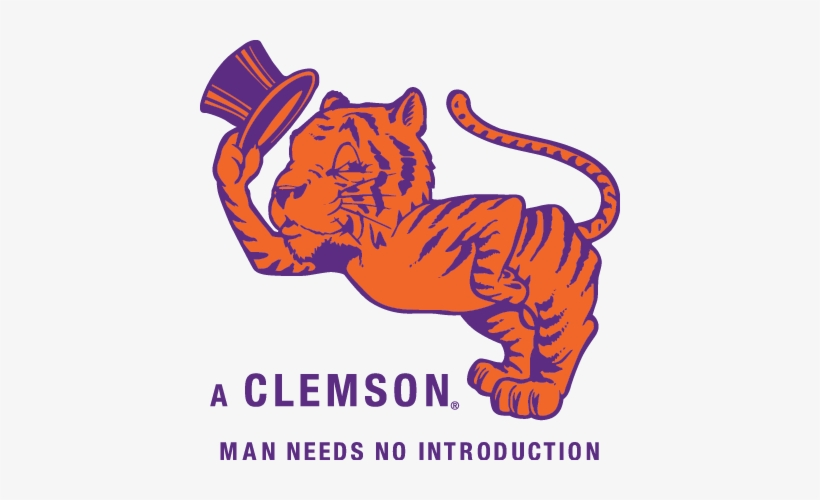 A CLEMSON®
MAN NEEDS NO INTRODUCTION